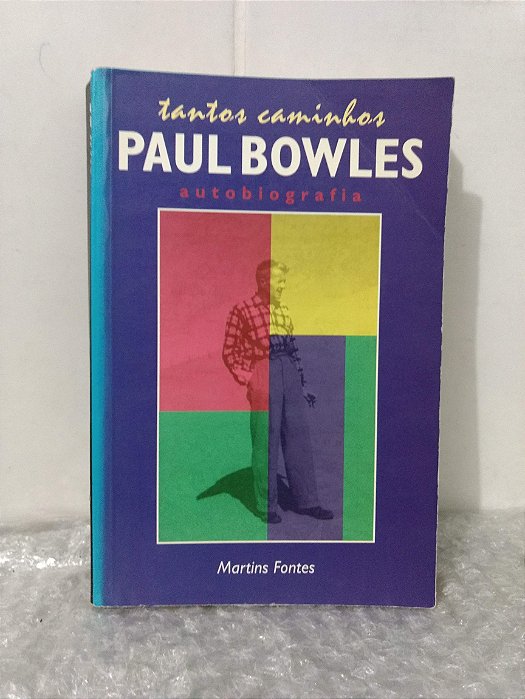 tantos caminhos
PAUL BOWLES
autobiografia
Martins Fontes